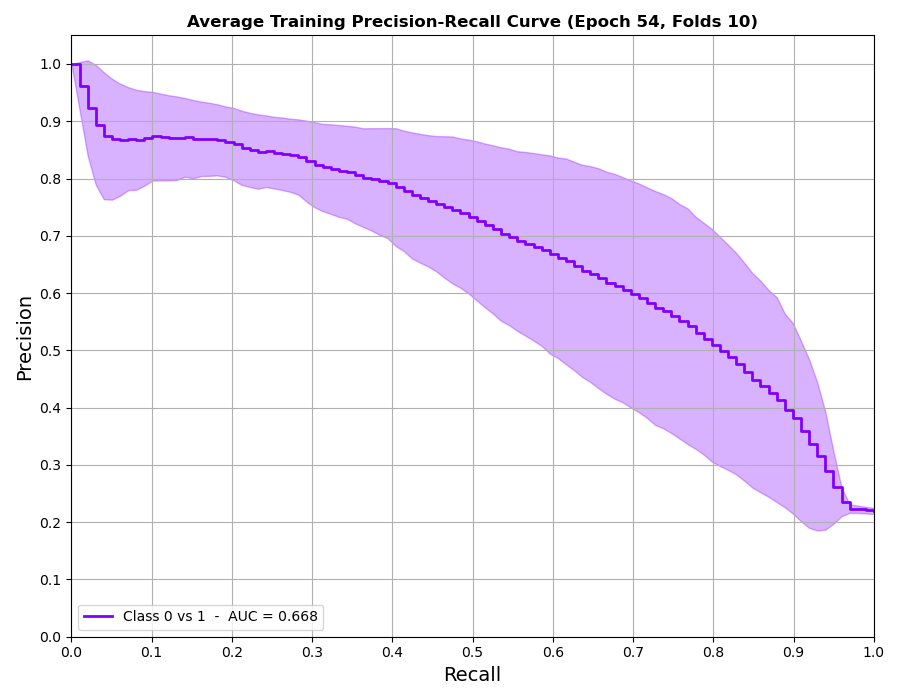 Average Training Precision-Recall Curve (Epoch 54, Folds 10)
Precision
1.0
0.9
0.8
0.7
0.6
0.5
0.4
0.3
0.2
0.1
0.0
Class 0 vs 1 - AUC = 0.668
0.0 0.1 0.2 0.3 0.4 0.5 0.6 0.7 0.8 0.9 1.0
Recall